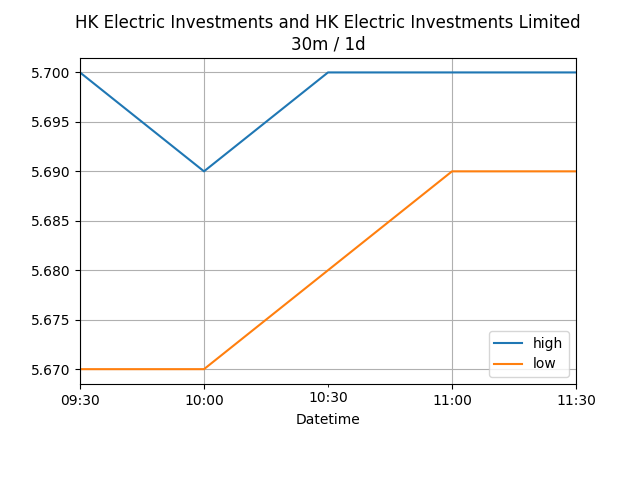 HK Electric Investments and HK Electric Investments Limited
30m / 1d
5.700
5.695
5.690
5.685
5.680
5.675
5.670
high
low
09:30 10:00 10:30 11:00 11:30
Datetime